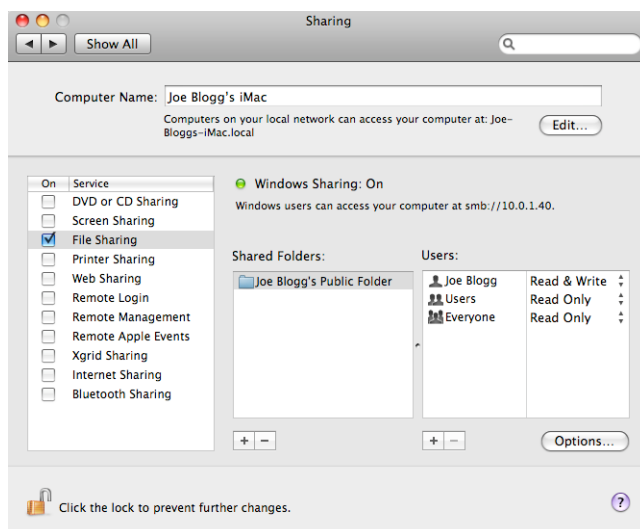 Sharing
Show All
Computer Name: Joe Blogg's iMac
Computers on your local network can access your computer at: Joe-
Bloggs-iMac.local
Edit...
On Service
DVD or CD Sharing
Screen Sharing
File Sharing
Printer Sharing
Web Sharing
Remote Login
Remote Management
Remote Apple Events
Xgrid Sharing
Internet Sharing
Bluetooth Sharing
Windows Sharing: On
Windows users can access your computer at smb://10.0.1.40.
Shared Folders:
Joe Blogg's Public Folder
Users:
Joe Blogg Read & Write
Users Read Only
Everyone Read Only
+ −
+ −
Options...
Click the lock to prevent further changes.
?